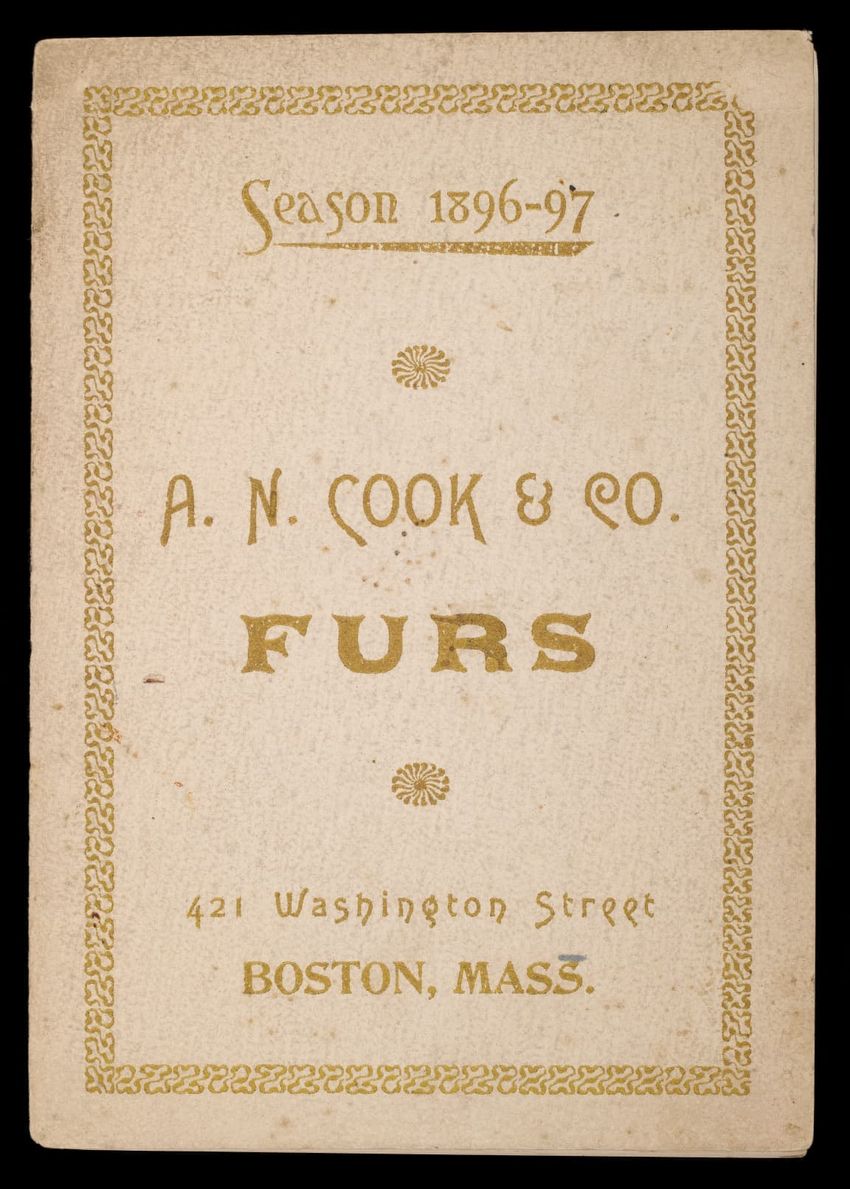 Season 1896-97
A. N. COOK & CO.
FURS
421 Washington Street
BOSTON, MASS.